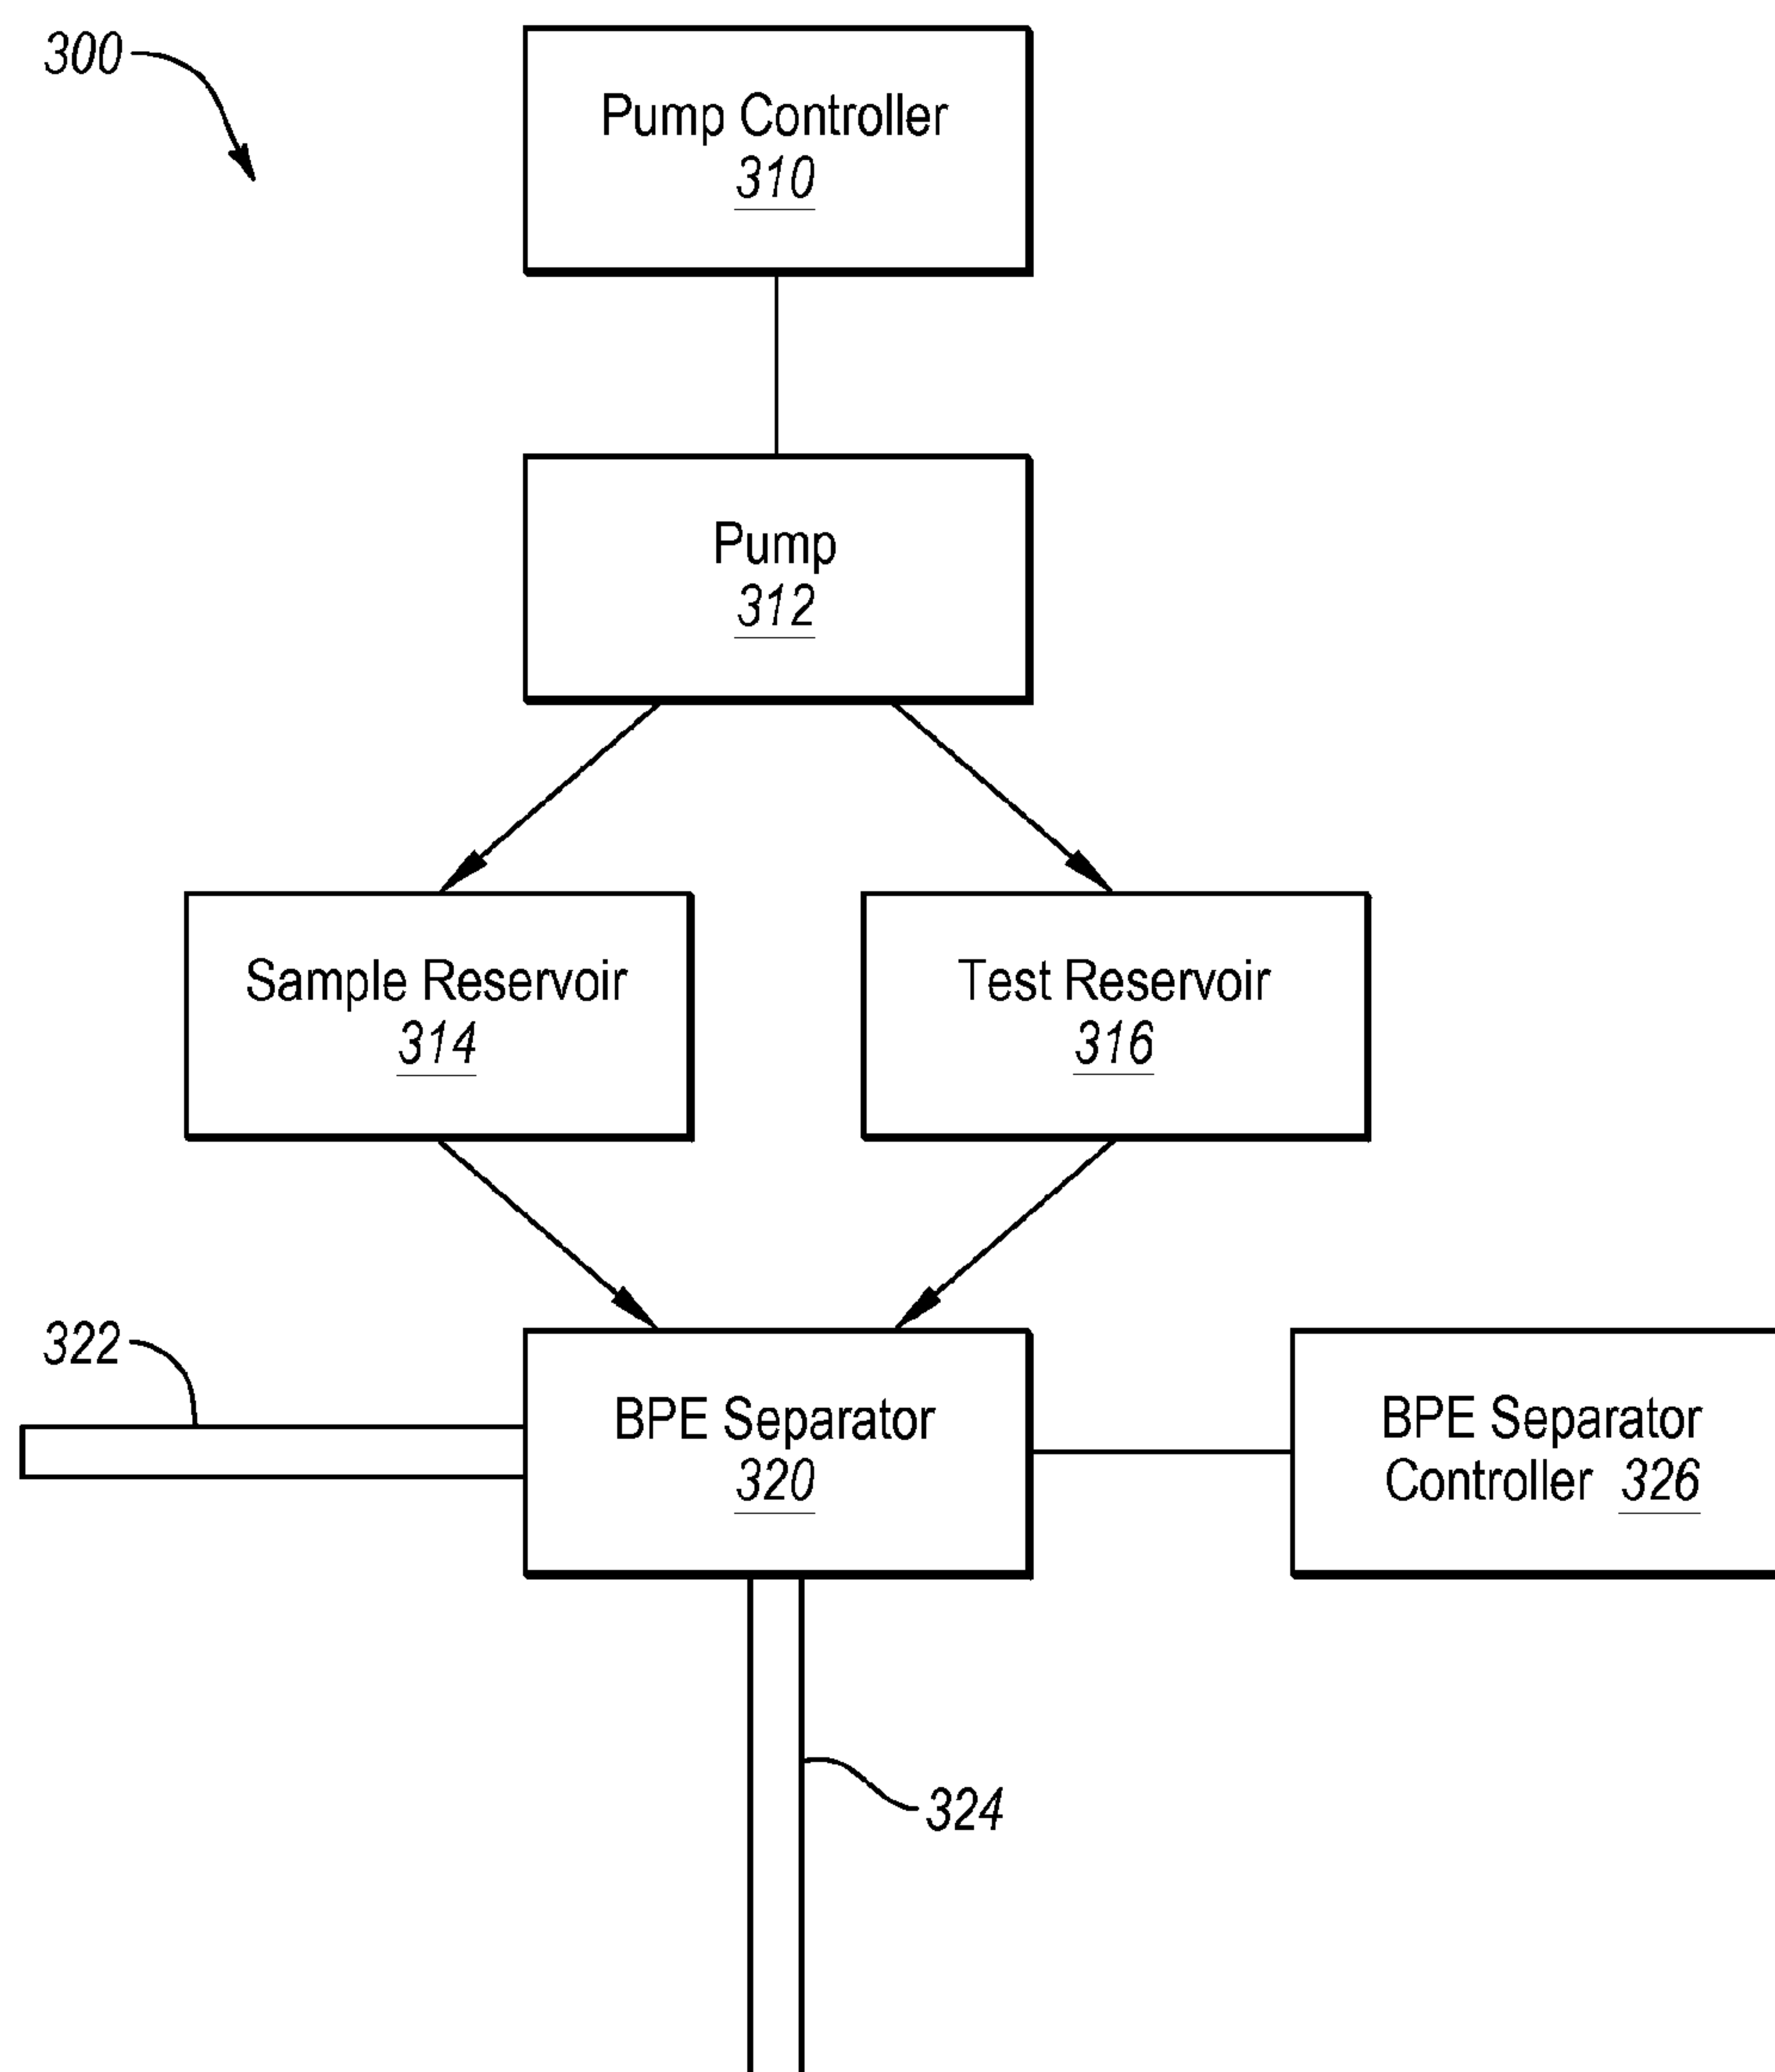 300
Pump Controller
310
Pump
312
Sample Reservoir
314
Test Reservoir
316
322
BPE Separator
320
BPE Separator
Controller 326
324